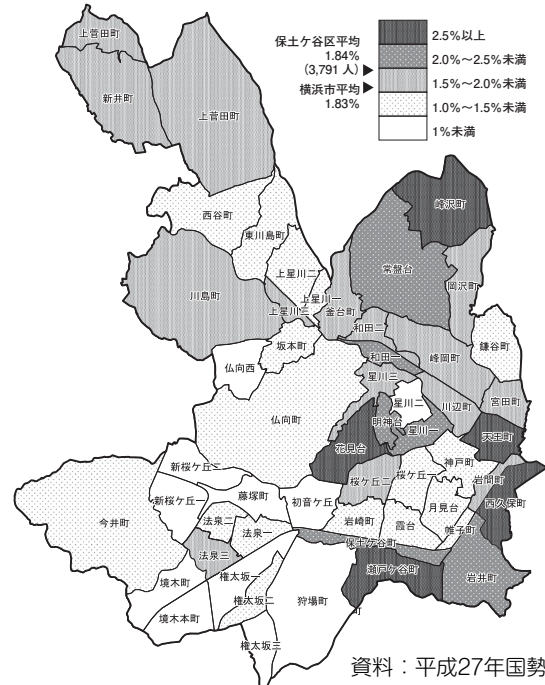 保土ケ谷区平均
1.84%
(3,791 人)
横浜市平均
1.83%
2.5%以上
2.0%〜2.5%未満
1.5%〜2.0%未満
1.0%〜1.5%未満
1%未満
上菅田町
新井町
上菅田町
西谷町
東川島町
上星川二
上星川一
上星川三
川島町
釜台町
常盤台
峰沢町
岡沢町
和田二
和田一
峰岡町
鎌谷町
坂本町
仏向西
仏向町
星川三
星川二
星川一
川辺町
宮田町
明神台
花見台
天王町
神戸町
岩間町
西久保町
桜ケ丘二
桜ケ丘一
月見台
帷子町
新桜ケ丘二
新桜ケ丘一
藤塚町
初音ケ丘
岩崎町
霞台
今井町
法泉二
法泉一
法泉三
保土ケ谷町
瀬戸ケ谷町
岩井町
境木町
権太坂一
権太坂二
狩場町
境木本町
権太坂三
資料：平成27年国勢